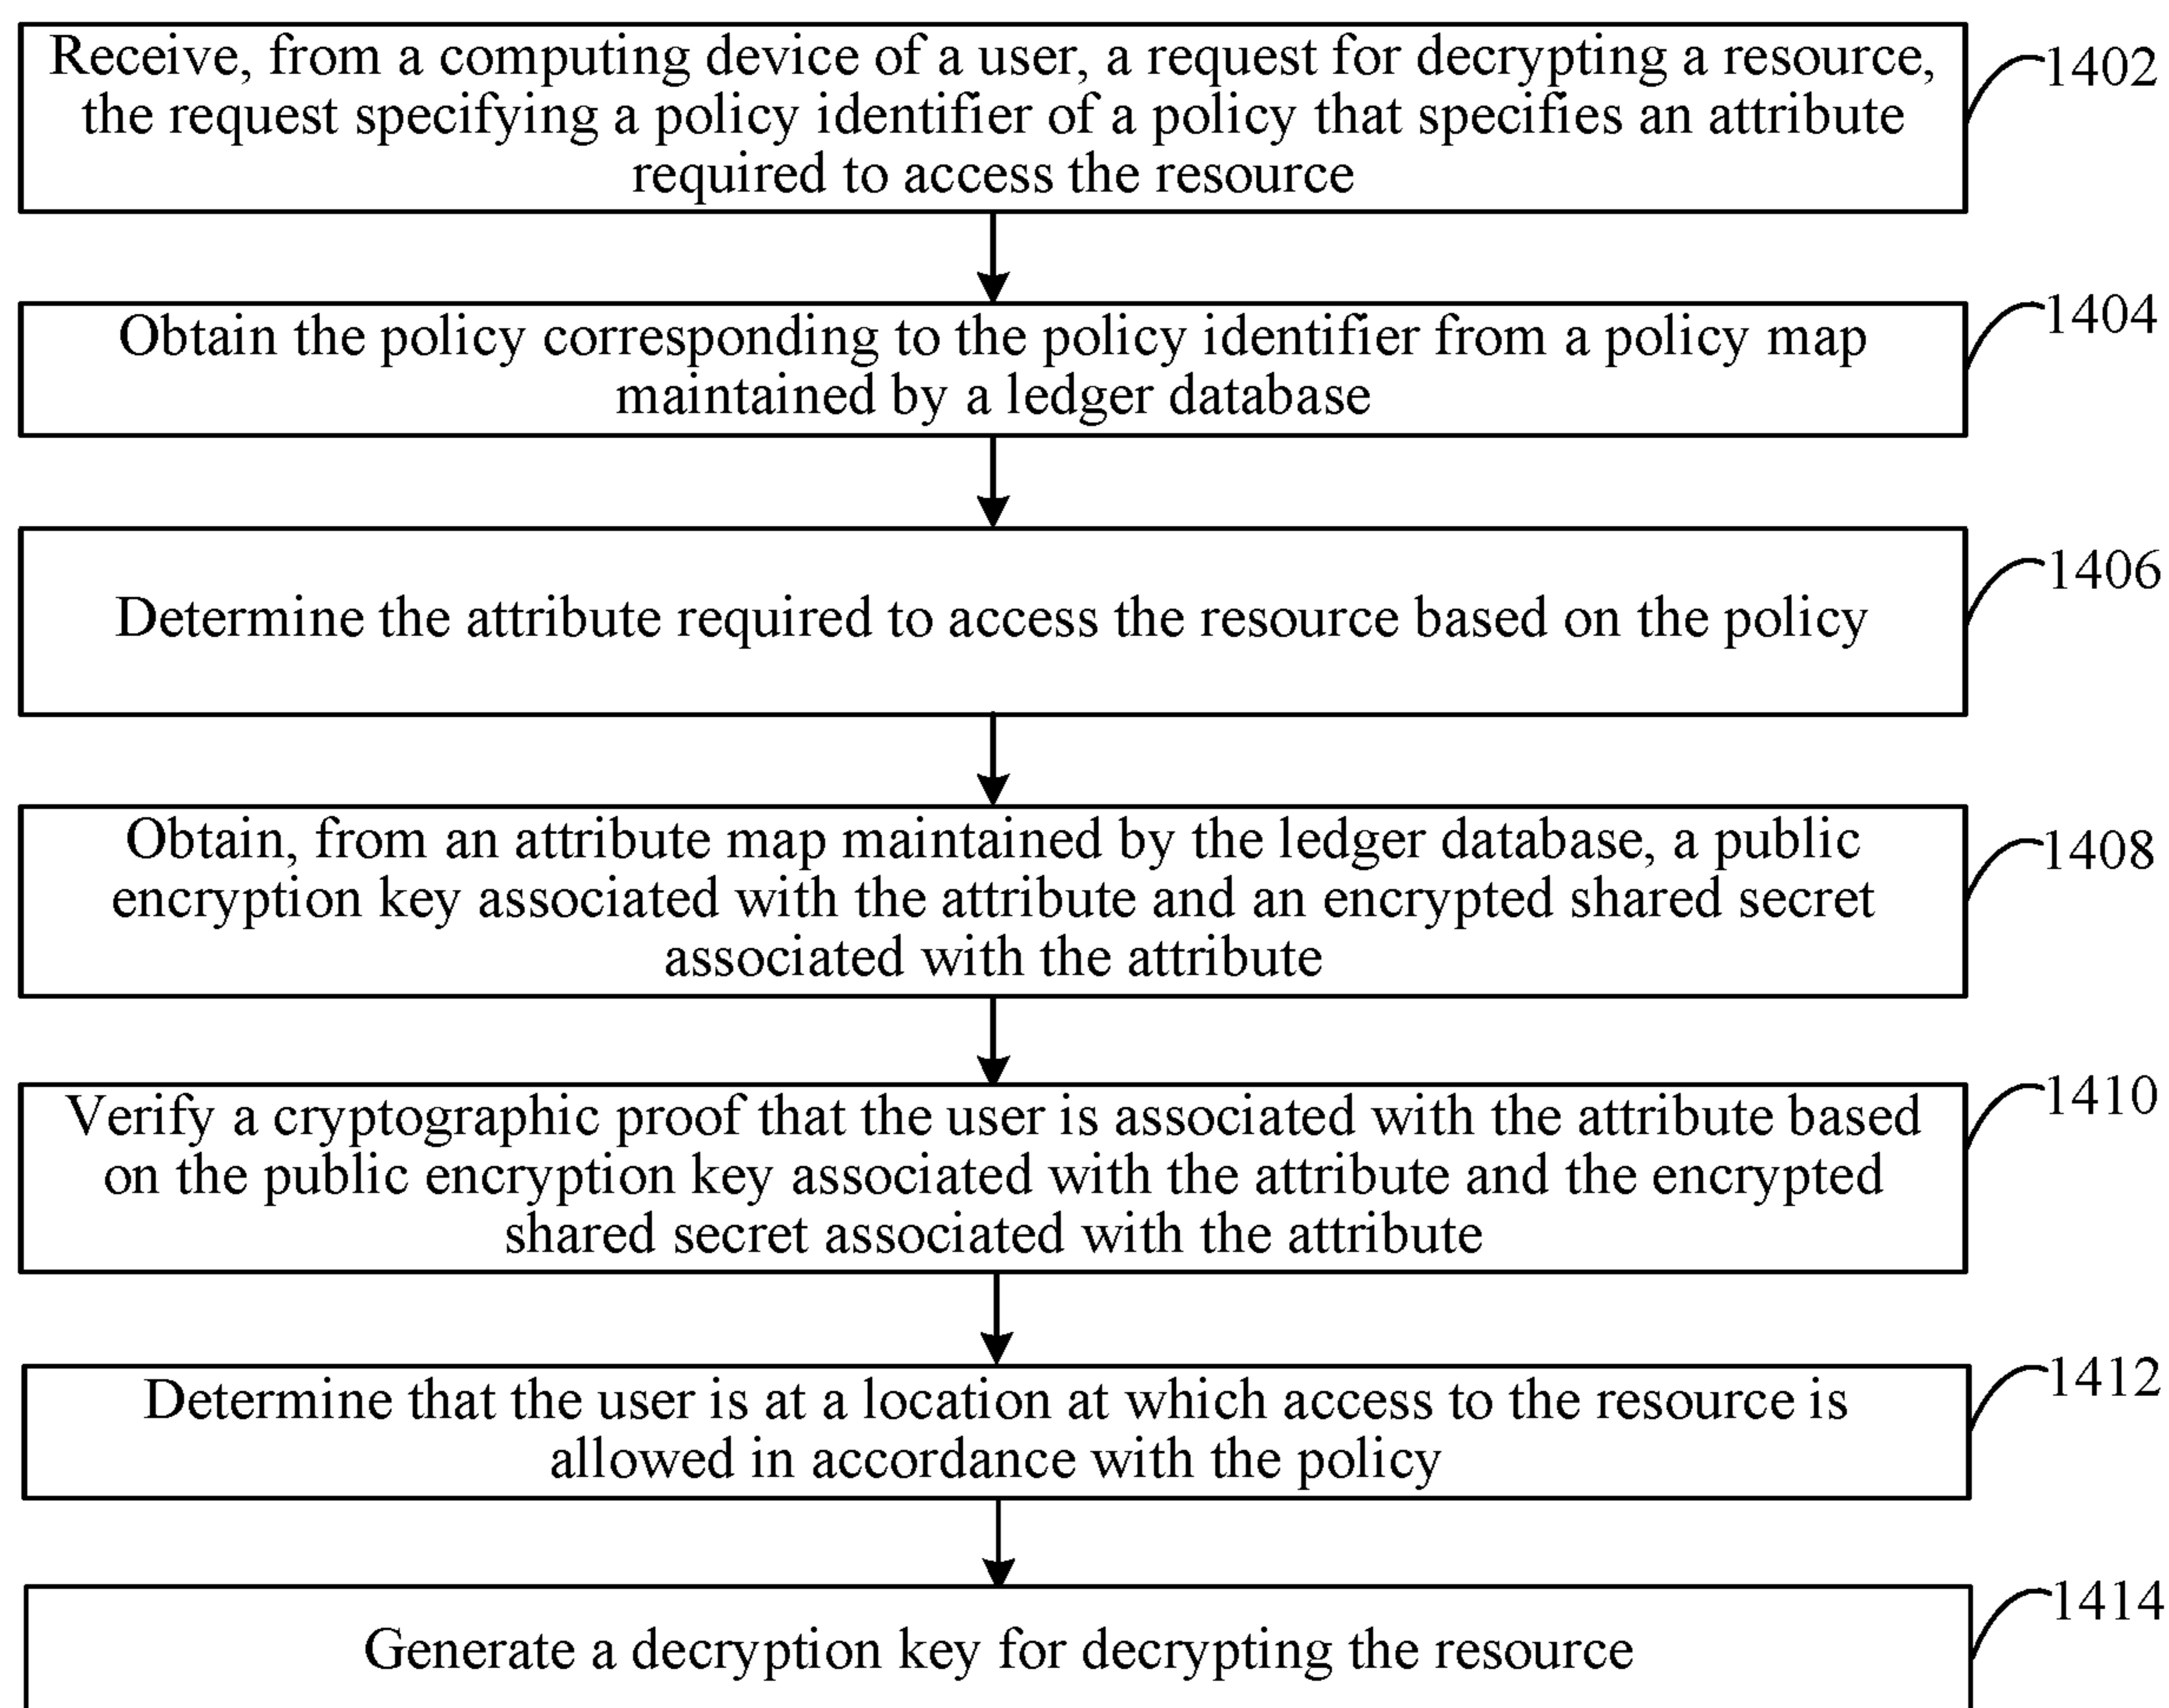 Receive, from a computing device of a user, a request for decrypting a resource,
the request specifying a policy identifier of a policy that specifies an attribute
required to access the resource
1402
Obtain the policy corresponding to the policy identifier from a policy map
maintained by a ledger database
1404
Determine the attribute required to access the resource based on the policy
1406
Obtain, from an attribute map maintained by the ledger database, a public
encryption key associated with the attribute and an encrypted shared secret
associated with the attribute
1408
Verify a cryptographic proof that the user is associated with the attribute based
on the public encryption key associated with the attribute and the encrypted
shared secret associated with the attribute
1410
Determine that the user is at a location at which access to the resource is
allowed in accordance with the policy
1412
Generate a decryption key for decrypting the resource
1414